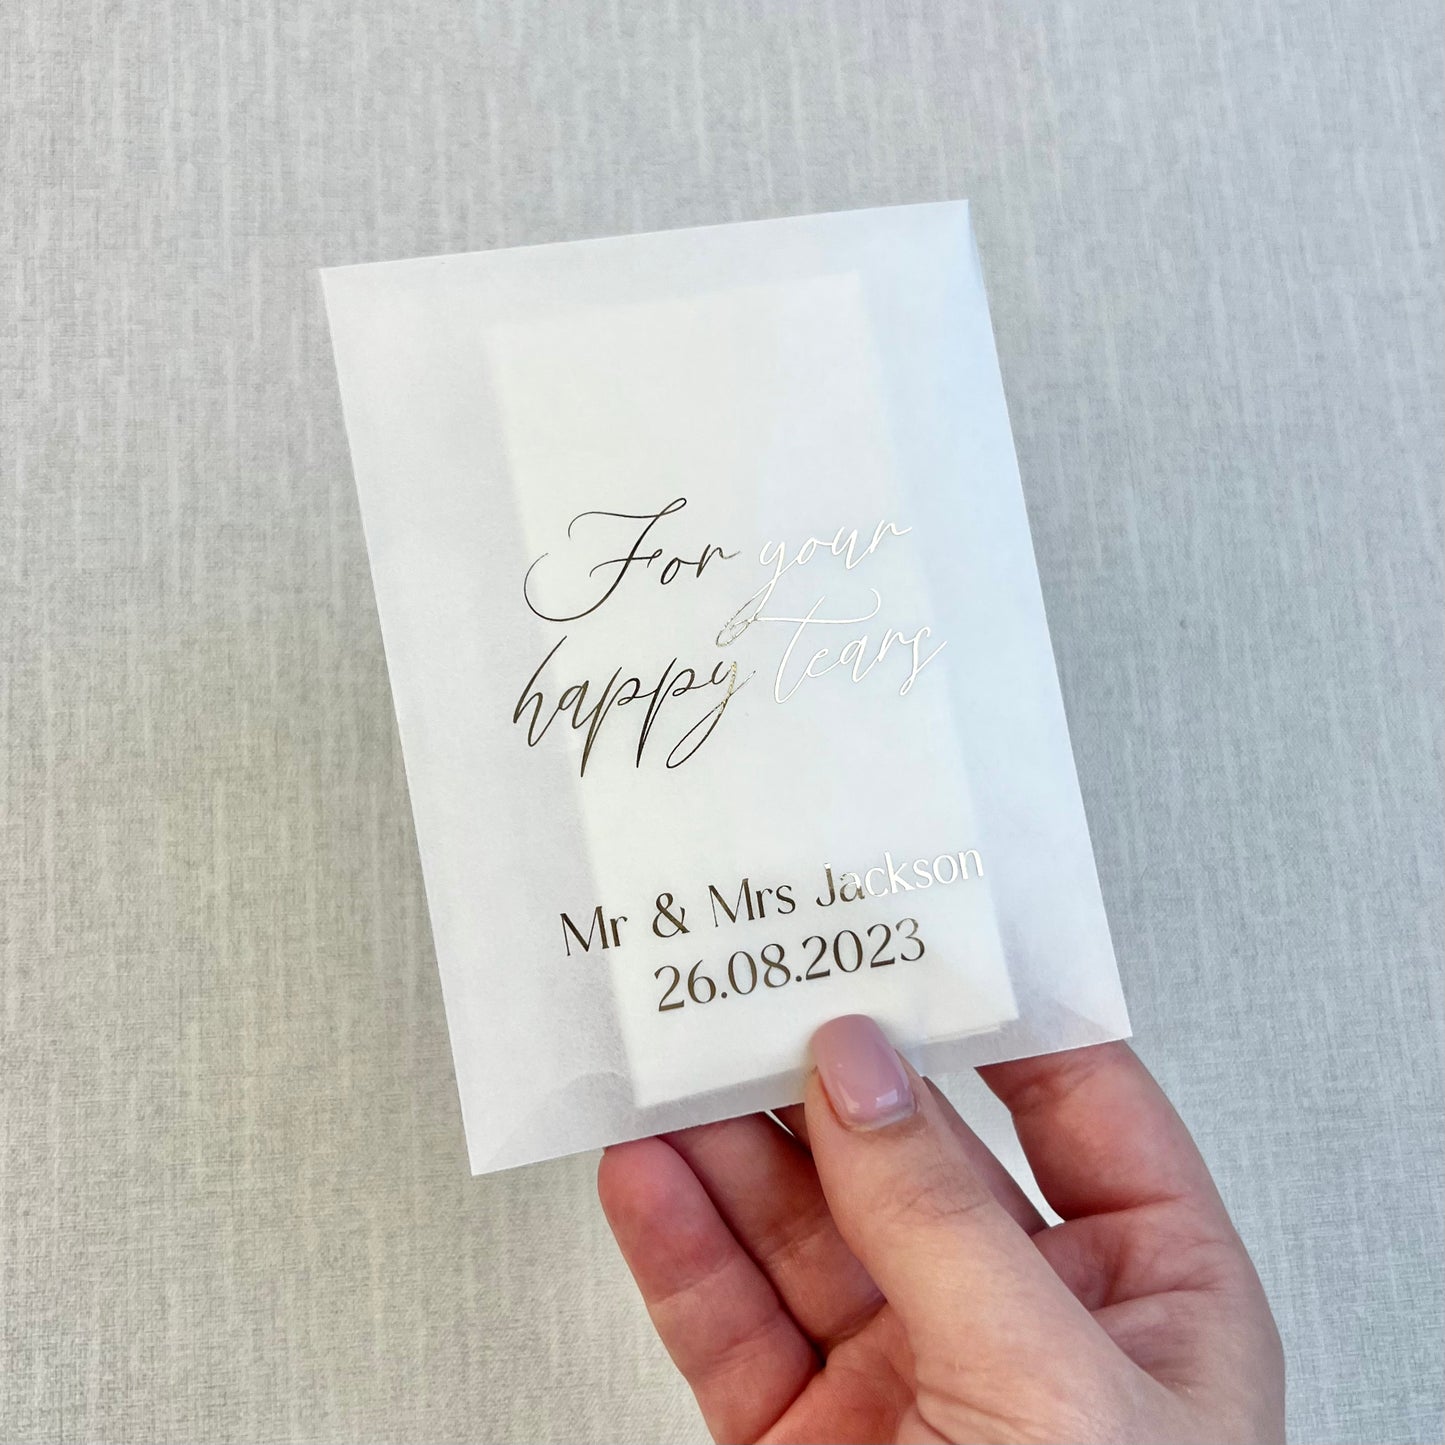 For your
happy tears
Mr & Mrs Jackson
26.08.2023